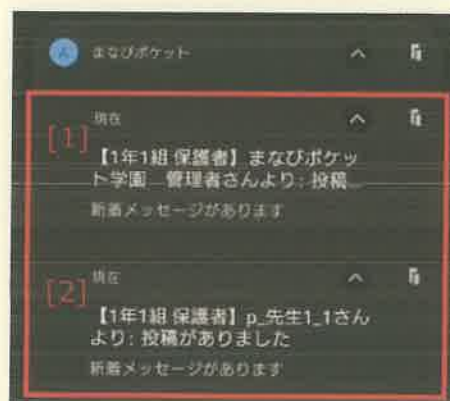 まなびポケット
現在
[1]
【1年1組 保護者】まなびポケッ
ト学園 管理者さんより: 投稿...
新着メッセージがあります
現在
[2]
【1年1組 保護者】p_先生1_1さん
より: 投稿がありました
新着メッセージがあります